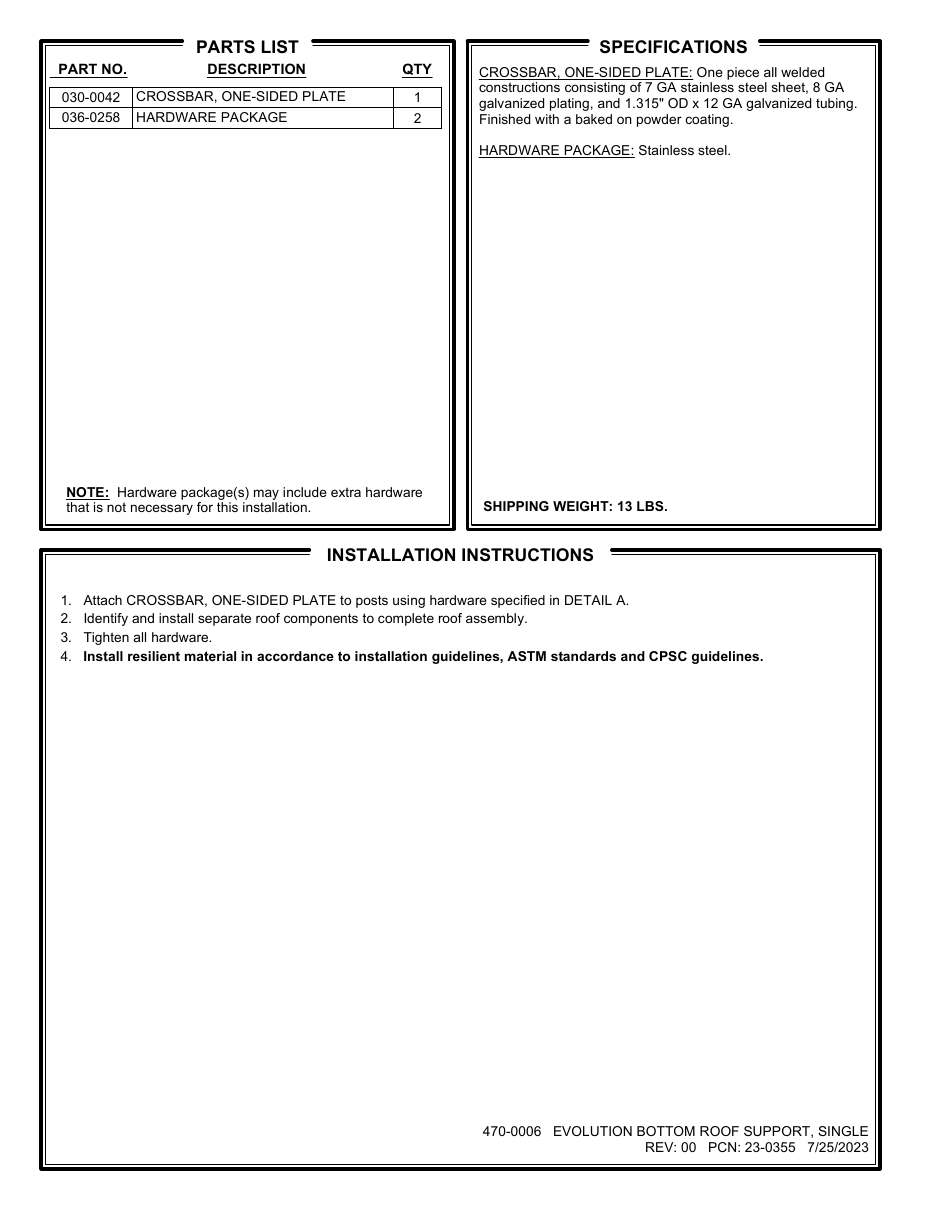 PARTS LIST
PART NO. DESCRIPTION QTY
030-0042 CROSSBAR, ONE-SIDED PLATE 1
036-0258 HARDWARE PACKAGE 2
NOTE: Hardware package(s) may include extra hardware
that is not necessary for this installation.
SPECIFICATIONS
CROSSBAR, ONE-SIDED PLATE: One piece all welded
constructions consisting of 7 GA stainless steel sheet, 8 GA
galvanized plating, and 1.315" OD x 12 GA galvanized tubing.
Finished with a baked on powder coating.
HARDWARE PACKAGE: Stainless steel.
SHIPPING WEIGHT: 13 LBS.
INSTALLATION INSTRUCTIONS
1. Attach CROSSBAR, ONE-SIDED PLATE to posts using hardware specified in DETAIL A.
2. Identify and install separate roof components to complete roof assembly.
3. Tighten all hardware.
4. Install resilient material in accordance to installation guidelines, ASTM standards and CPSC guidelines.
470-0006 EVOLUTION BOTTOM ROOF SUPPORT, SINGLE
REV: 00 PCN: 23-0355 7/25/2023